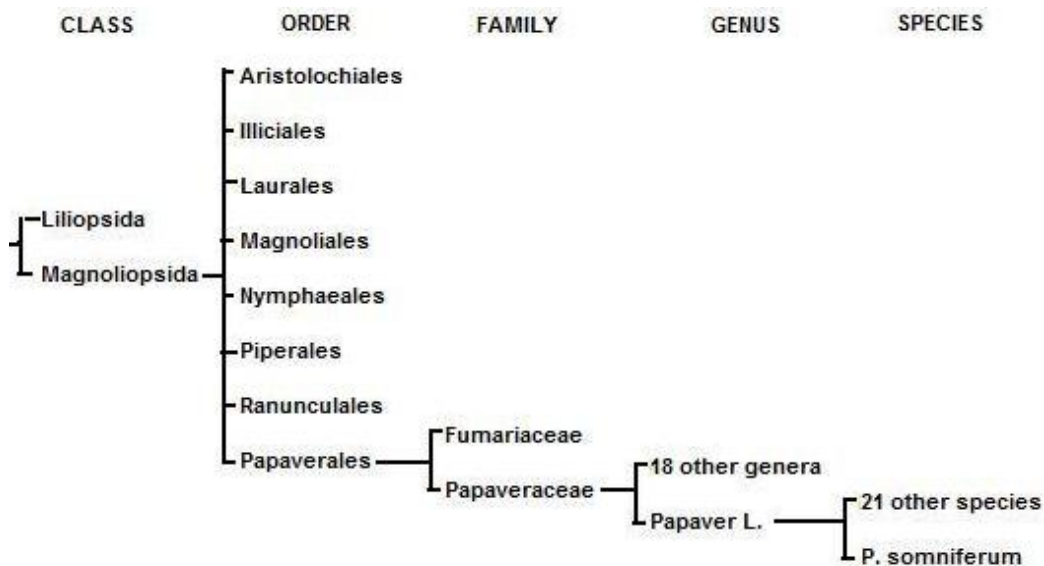 CLASS ORDER FAMILY GENUS SPECIES
Aristolochiales
Illiciales
Laurales
Liliopsida
Magnoliales
Magnoliopsida
Nymphaeales
Piperales
Ranunculales
Fumariaceae
Papaverales
18 other genera
Papaveraceae
21 other species
Papaver L.
P. somniferum